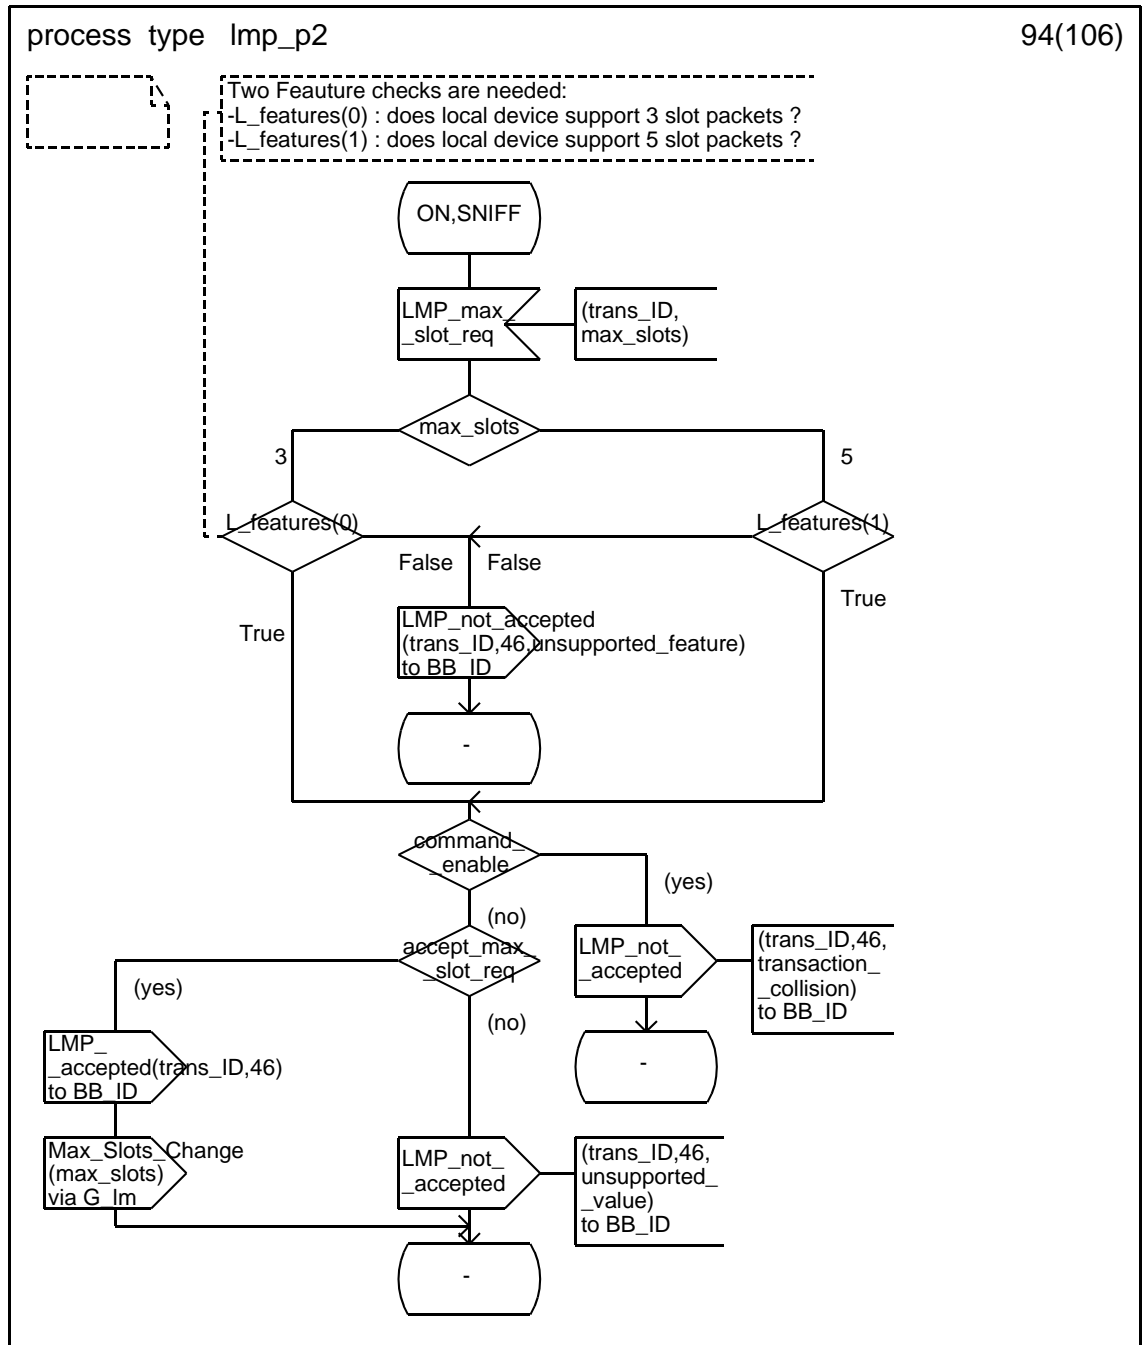 process type lmp_p2
94(106)
Two Feauture checks are needed:
-L_features(0) : does local device support 3 slot packets ?
-L_features(1) : does local device support 5 slot packets ?
ON,SNIFF
LMP_max_
_slot_req
(trans_ID,
max_slots)
max_slots
3
5
L_features(0)
L_features(1)
False
False
True
True
LMP_not_accepted
(trans_ID,46,unsupported_feature)
to BB_ID
-
command_
_enable
(yes)
(no)
LMP_not_
_accepted
(trans_ID,46,
transaction_
_collision)
to BB_ID
-
accept_max_
_slot_req
(yes)
(no)
LMP_
_accepted(trans_ID,46)
to BB_ID
Max_Slots_Change
(max_slots)
via G_lm
LMP_not_
_accepted
(trans_ID,46,
unsupported_
_value)
to BB_ID
-